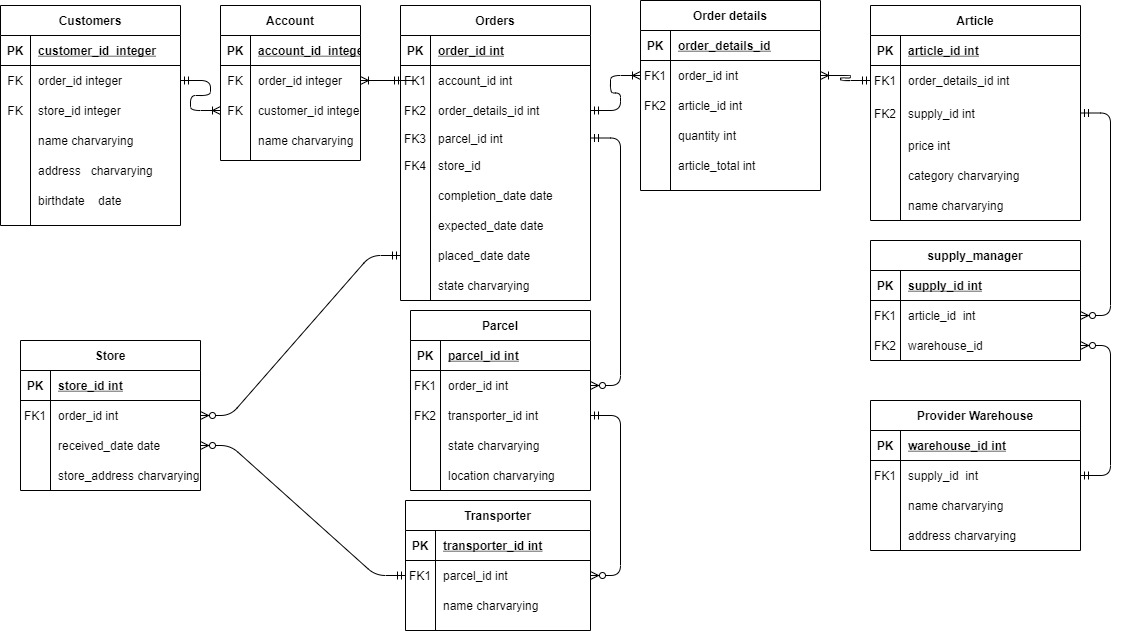 Customers
PK customer_id integer
FK order_id integer
FK store_id integer
name charvarying
address charvarying
birthdate date
Account
PK account_id intege
FK order_id integer
FK customer_id intege
name charvarying
Orders
PK order_id int
FK1 account_id int
FK2 order_details_id int
FK3 parcel_id int
FK4 store_id
completion_date date
expected_date date
placed_date date
state charvarying
Order details
PK order_details_id
FK1 order_id int
FK2 article_id int
quantity int
article_total int
Article
PK article_id int
FK1 order_details_id int
FK2 supply_id int
price int
category charvarying
name charvarying
supply_manager
PK supply_id int
FK1 article_id int
FK2 warehouse_id
Store
PK store_id int
FK1 order_id int
received_date date
store_address charvarying
Parcel
PK parcel_id int
FK1 order_id int
FK2 transporter_id int
state charvarying
location charvarying
Provider Warehouse
PK warehouse_id int
FK1 supply_id int
name charvarying
address charvarying
Transporter
PK transporter_id int
FK1 parcel_id int
name charvarying